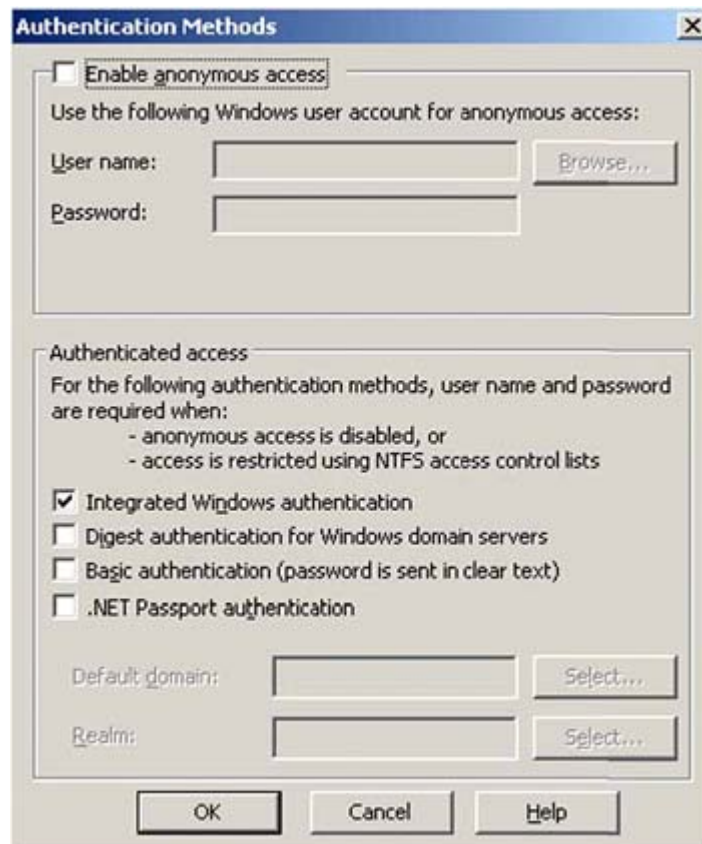 Authentication Methods
Enable anonymous access
Use the following Windows user account for anonymous access:
User name:
Browse...
Password:
Authenticated access
For the following authentication methods, user name and password
are required when:
- anonymous access is disabled, or
- access is restricted using NTFS access control lists
Integrated Windows authentication
Digest authentication for Windows domain servers
Basic authentication (password is sent in clear text)
.NET Passport authentication
Default domain:
Select...
Realm:
Select...
OK
Cancel
Help